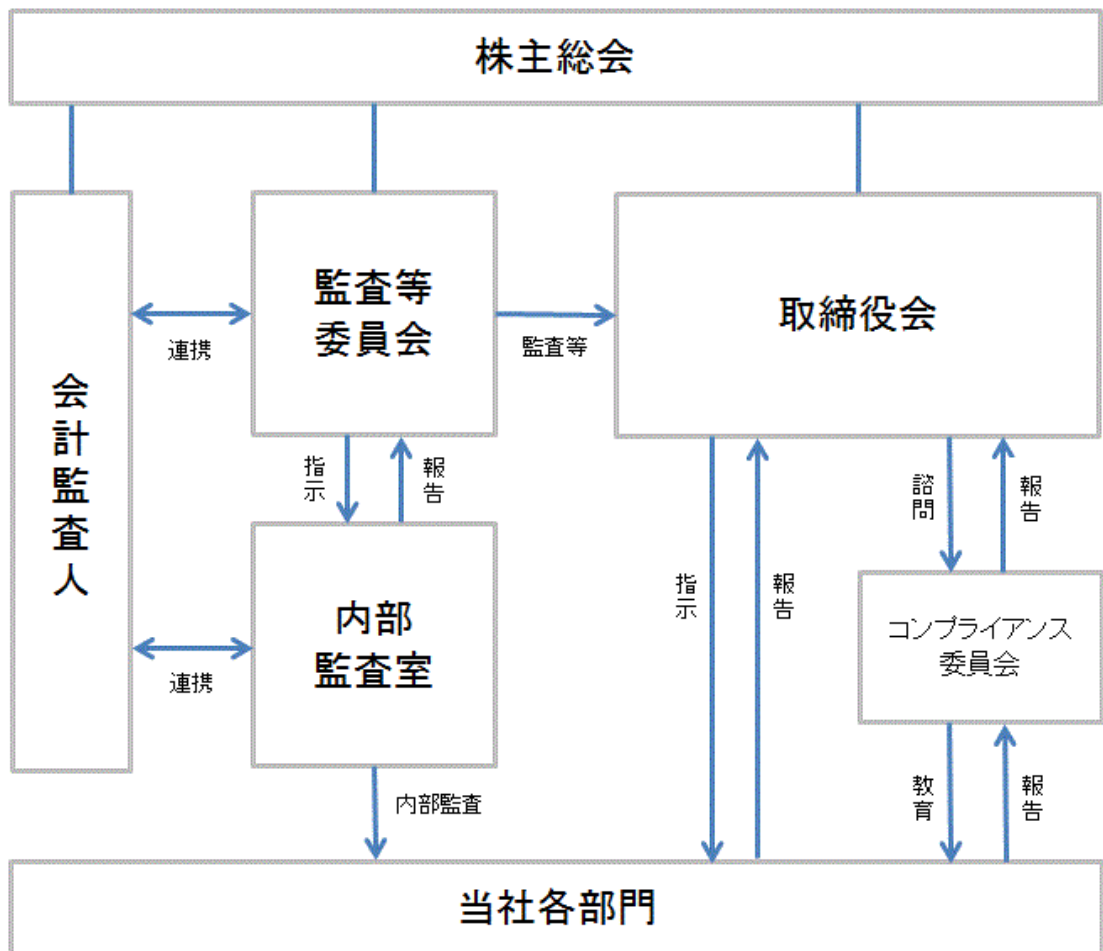 株主総会
会計監査人
監査等
委員会
取締役会
連携
監査等
指示
報告
諮問
報告
内部
監査室
指示
報告
コンプライアンス
委員会
連携
内部監査
教育
報告
当社各部門